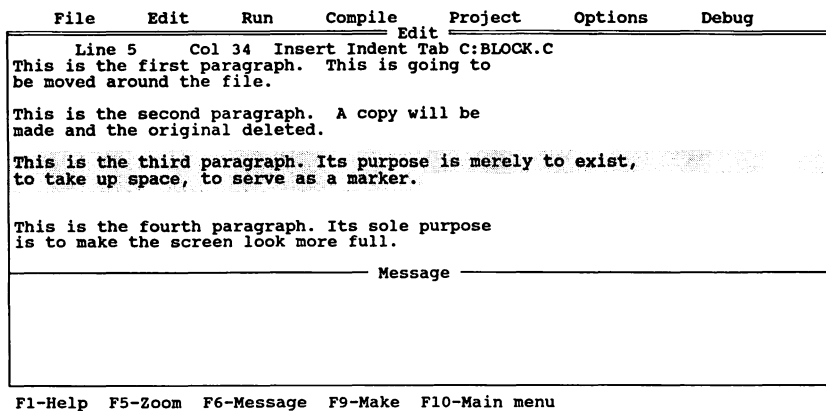 File Edit Run Compile Project Options Debug
Edit
Line 5 Col 34 Insert Indent Tab C:BLOCK.C
This is the first paragraph. This is going to
be moved around the file.
This is the second paragraph. A copy will be
made and the original deleted.
This is the third paragraph. Its purpose is merely to exist,
to take up space, to serve as a marker.
This is the fourth paragraph. Its sole purpose
is to make the screen look more full.
Message
F1-Help F5-Zoom F6-Message F9-Make F10-Main menu